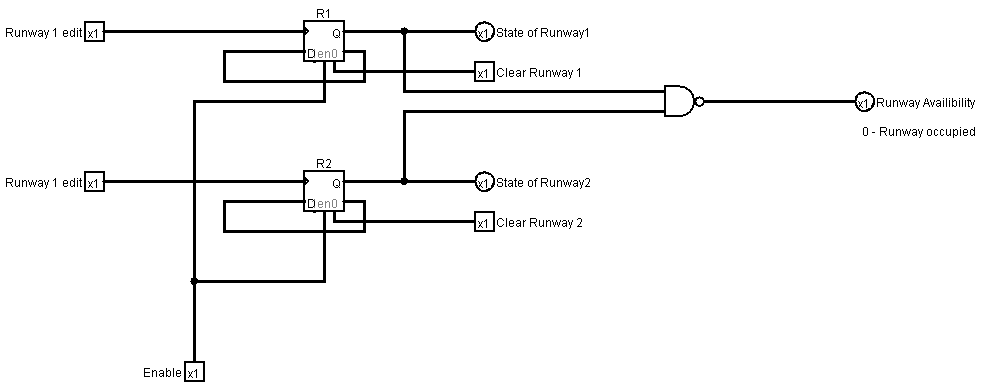 R1
Runway 1 edit x1
Q
x1 State of Runway1
D en 0
x1 Clear Runway 1
x1 Runway Availibility
0 - Runway occupied
R2
Runway 1 edit x1
Q
x1 State of Runway2
D en 0
x1 Clear Runway 2
Enable x1